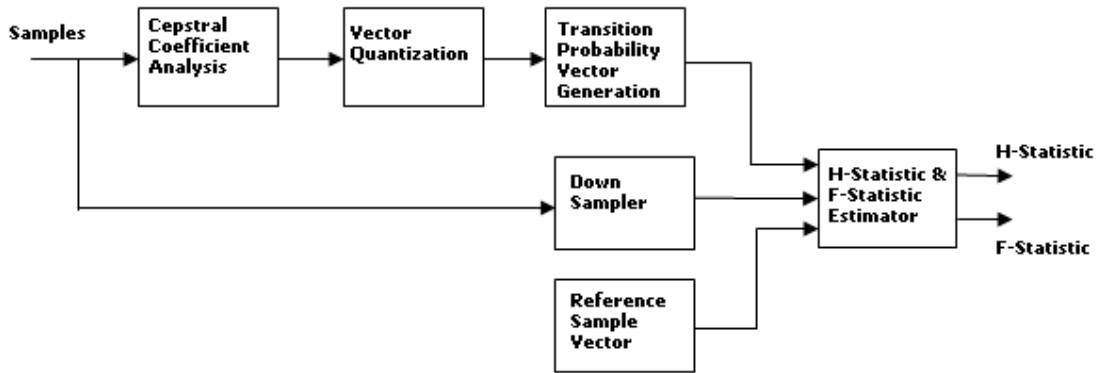 Samples
Cepstral
Coefficient
Analysis
Vector
Quantization
Transition
Probability
Vector
Generation
Down
Sampler
Reference
Sample
Vector
H-Statistic &
F-Statistic
Estimator
H-Statistic
F-Statistic